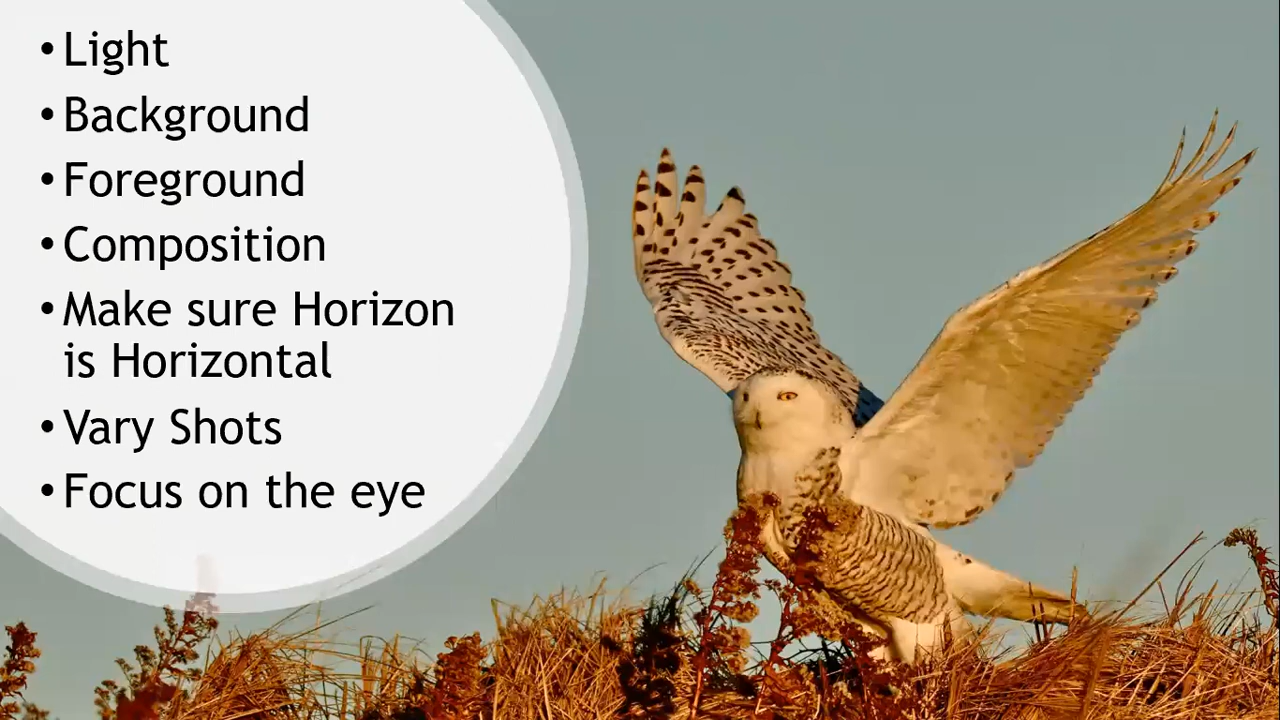 • Light
• Background
• Foreground
• Composition
• Make sure Horizon
is Horizontal
• Vary Shots
• Focus on the eye